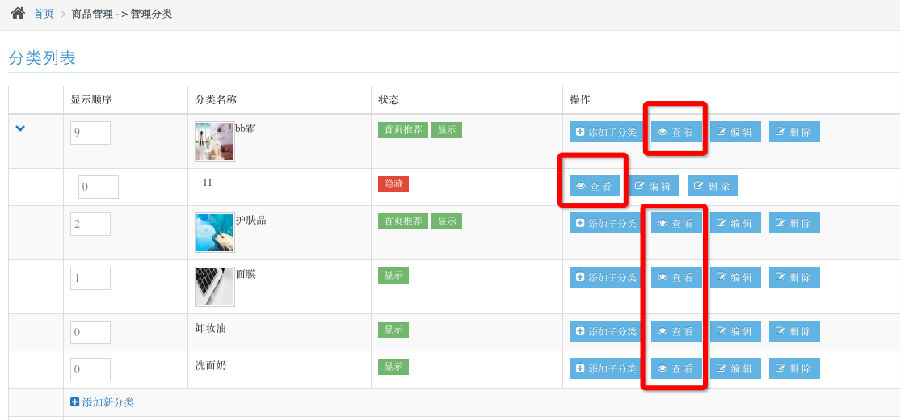 首页 > 商品管理 -> 管理分类
分类列表
显示顺序 分类名称 状态 操作
9 bb霜 首页推荐 显示 添加子分类 查看 编辑 删除
0 11 隐藏 查看 编辑 删除
2 护肤品 首页推荐 显示 添加子分类 查看 编辑 删除
1 面膜 显示 添加子分类 查看 编辑 删除
0 卸妆油 显示 添加子分类 查看 编辑 删除
0 洗面奶 显示 添加子分类 查看 编辑 删除
添加新分类